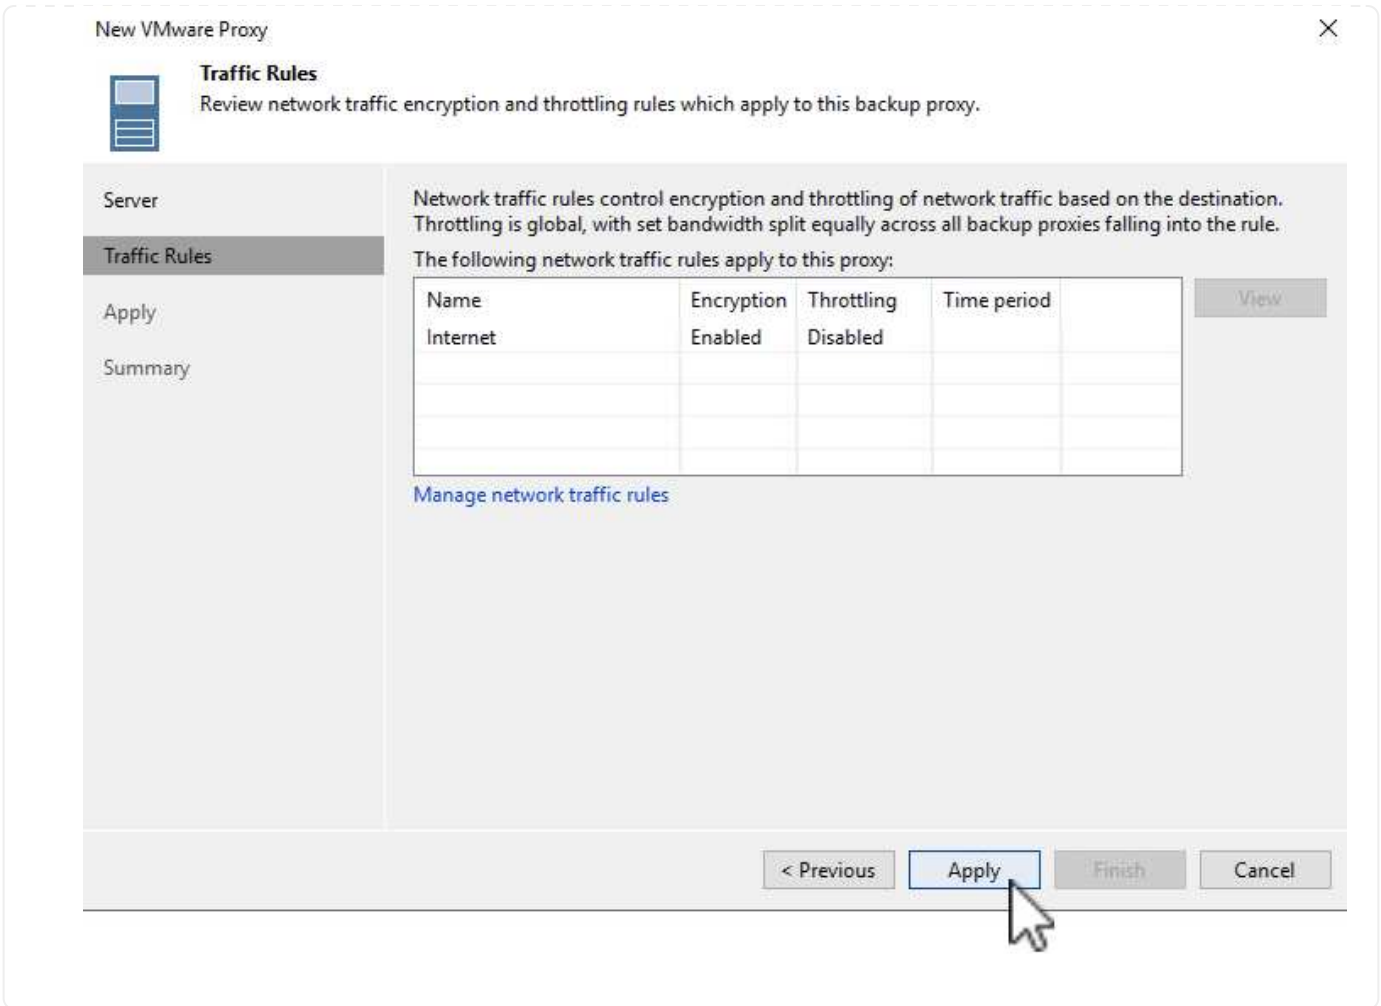 New VMware Proxy
Traffic Rules
Review network traffic encryption and throttling rules which apply to this backup proxy.
Server
Traffic Rules
Apply
Summary
Network traffic rules control encryption and throttling of network traffic based on the destination.
Throttling is global, with set bandwidth split equally across all backup proxies falling into the rule.
The following network traffic rules apply to this proxy:
Name Encryption Throttling Time period
Internet Enabled Disabled
View
Manage network traffic rules
< Previous Apply Finish Cancel